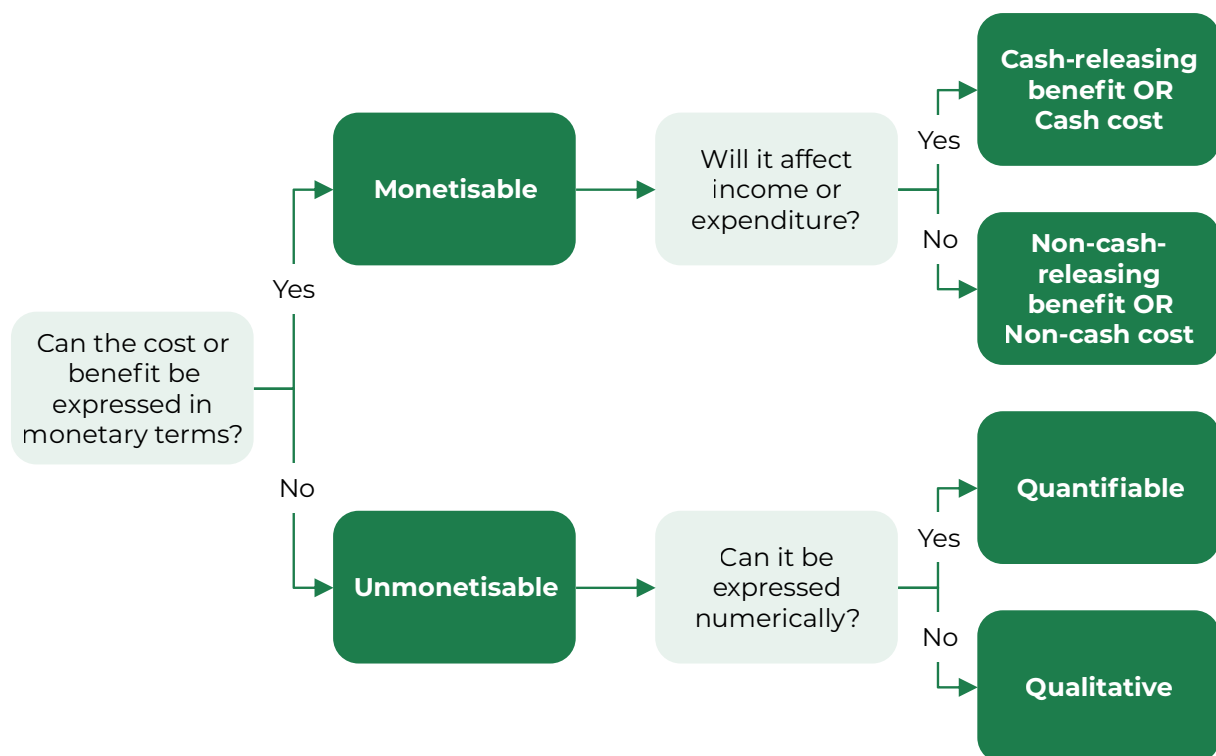 Can the cost or
benefit be
expressed in
monetary terms?
Yes
Monetisable
Will it affect
income or
expenditure?
Yes
Cash-releasing
benefit OR
Cash cost
No
Non-cash-
releasing
benefit OR
Non-cash cost
No
Unmonetisable
Can it be
expressed
numerically?
Yes
Quantifiable
No
Qualitative